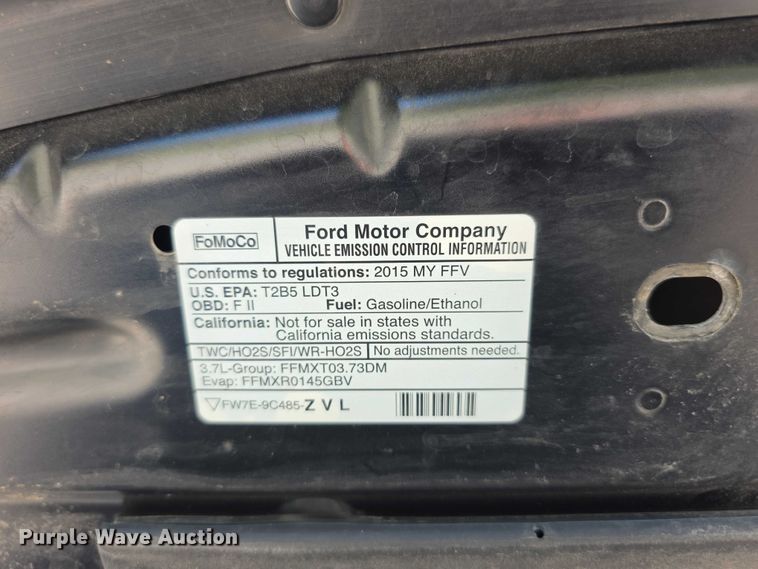 FoMoCo
Ford Motor Company
VEHICLE EMISSION CONTROL INFORMATION
Conforms to regulations: 2015 MY FFV
U.S. EPA: T2B5 LDT3
OBD: F II Fuel: Gasoline/Ethanol
California: Not for sale in states with
California emissions standards.
TWC/HO2S/SFI/WR-HO2S No adjustments needed.
3.7L-Group: FFMXT03.73DM
Evap: FFMXR0145GBV
FW7E-9C485-ZVL
Purple Wave Auction